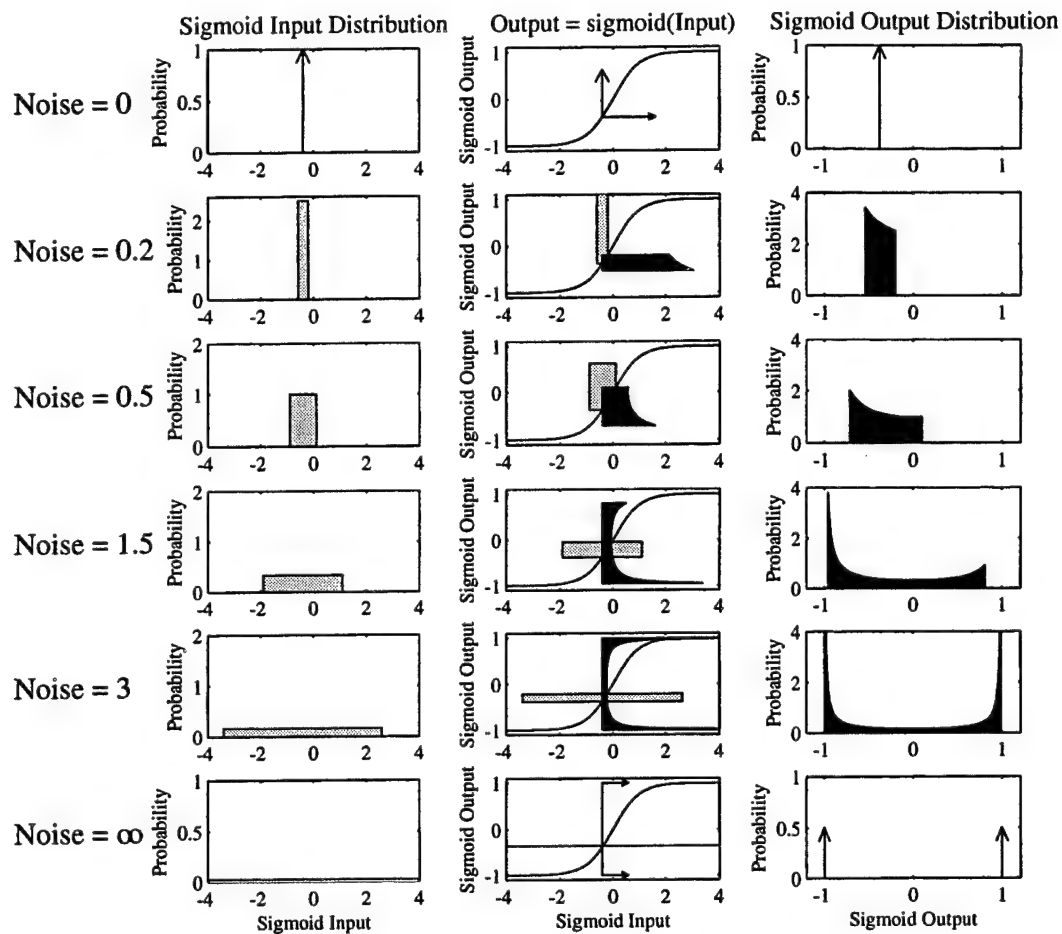 Sigmoid Input Distribution
Output = sigmoid(Input)
Sigmoid Output Distribution
Noise = 0
Probability
1
0.5
0
-4 -2 0 2 4
Sigmoid Output
1
0
-1
-4 -2 0 2 4
Probability
1
0.5
0
-1 0 1
Noise = 0.2
Probability
2
1
0
-4 -2 0 2 4
Sigmoid Output
1
0
-1
-4 -2 0 2 4
Probability
4
2
0
-1 0 1
Noise = 0.5
Probability
2
1
0
-4 -2 0 2 4
Sigmoid Output
1
0
-1
-4 -2 0 2 4
Probability
4
2
0
-1 0 1
Noise = 1.5
Probability
2
1
0
-4 -2 0 2 4
Sigmoid Output
1
0
-1
-4 -2 0 2 4
Probability
4
2
0
-1 0 1
Noise = 3
Probability
2
1
0
-4 -2 0 2 4
Sigmoid Output
1
0
-1
-4 -2 0 2 4
Probability
4
2
0
-1 0 1
Noise = ∞
Probability
1
0.5
0
-4 -2 0 2 4
Sigmoid Input
Sigmoid Output
1
0
-1
-4 -2 0 2 4
Sigmoid Input
Probability
1
0.5
0
-1 0 1
Sigmoid Output